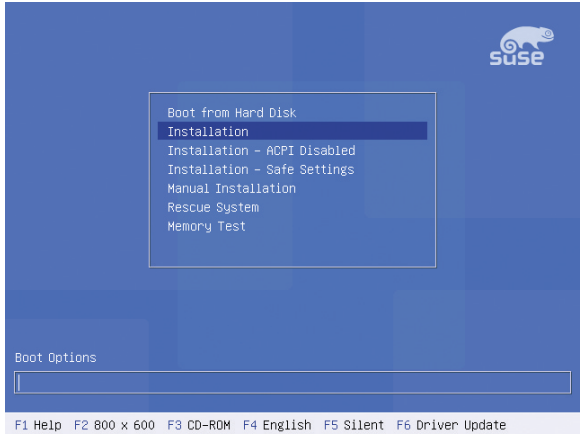 suse
Boot from Hard Disk
Installation
Installation - ACPI Disabled
Installation - Safe Settings
Manual Installation
Rescue System
Memory Test
Boot Options
F1 Help F2 800 x 600 F3 CD-ROM F4 English F5 Silent F6 Driver Update